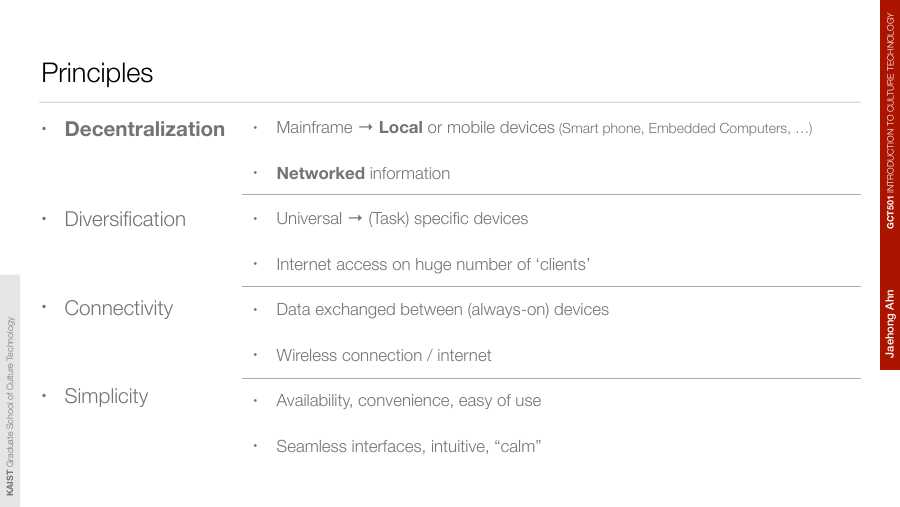 Principles
• Decentralization
• Mainframe → Local or mobile devices (Smart phone, Embedded Computers, …)
• Networked information
• Diversification
• Universal → (Task) specific devices
• Internet access on huge number of ‘clients’
• Connectivity
• Data exchanged between (always-on) devices
• Wireless connection / internet
• Simplicity
• Availability, convenience, easy of use
• Seamless interfaces, intuitive, “calm”
KAIST Graduate School of Culture Technology
GCT501 INTRODUCTION TO CULTURE TECHNOLOGY
Jaehong Ahn